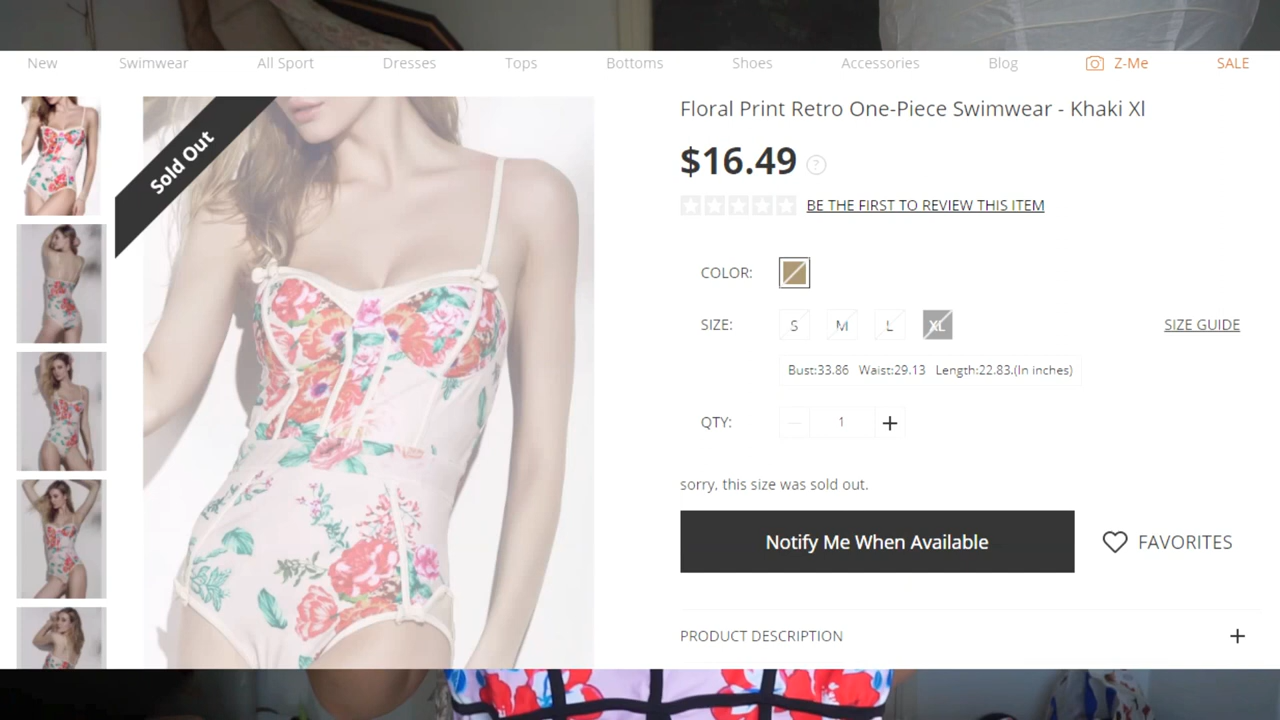 New Swimwear All Sport Dresses Tops Bottoms Shoes Accessories Blog Z-Me SALE
Sold Out
Floral Print Retro One-Piece Swimwear - Khaki Xl
$16.49 ?
BE THE FIRST TO REVIEW THIS ITEM
COLOR:
SIZE: S M L XL SIZE GUIDE
Bust:33.86 Waist:29.13 Length:22.83.(In inches)
QTY: — 1 +
sorry, this size was sold out.
Notify Me When Available FAVORITES
PRODUCT DESCRIPTION +